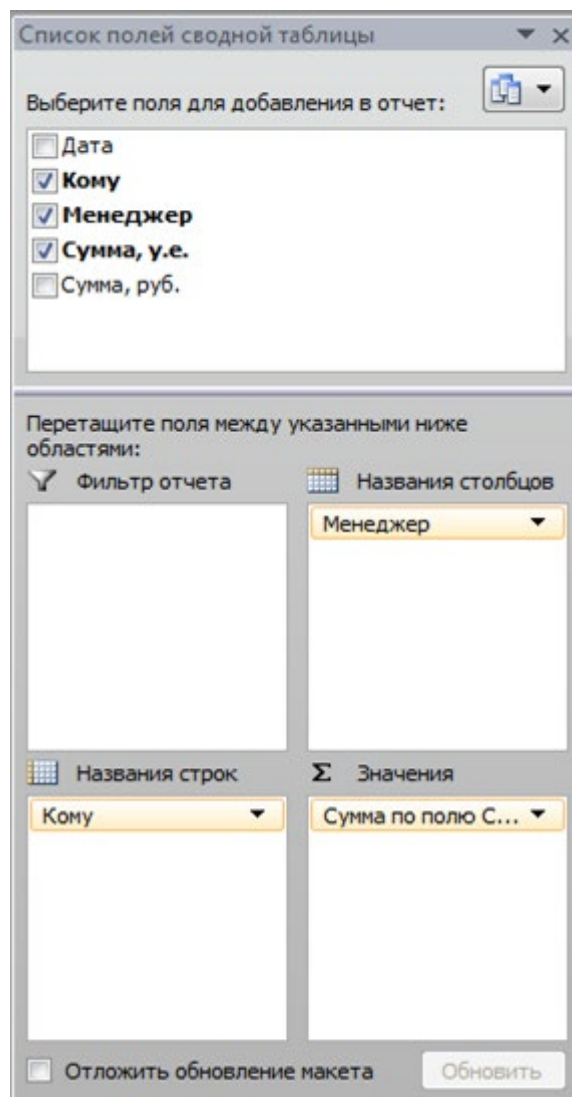 Список полей сводной таблицы
Выберите поля для добавления в отчет:
Дата
Кому
Менеджер
Сумма, у.е.
Сумма, руб.
Перетащите поля между указанными ниже
областями:
Фильтр отчета
Названия столбцов
Менеджер
Названия строк
Σ Значения
Кому
Сумма по полю С...
Отложить обновление макета
Обновить